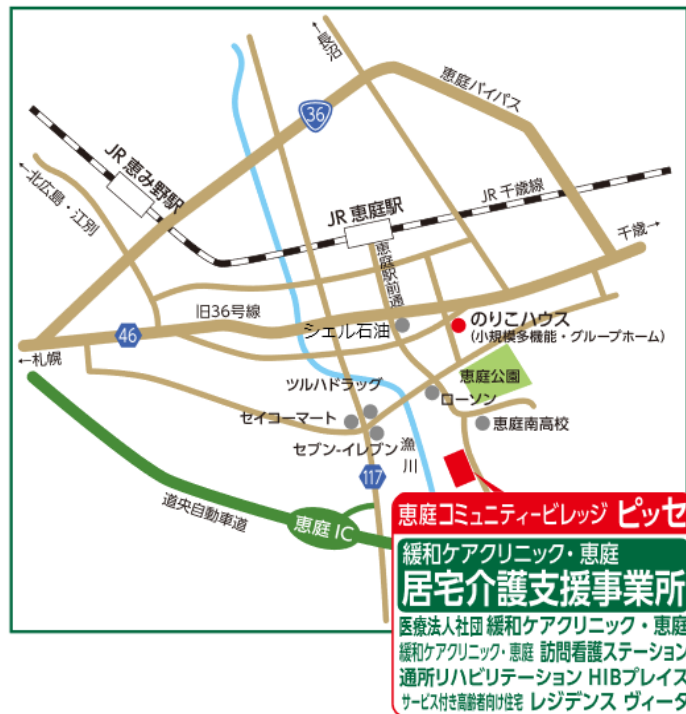 ←長沼
恵庭バイパス
36
JR 恵み野駅
←北広島・江別
JR 恵庭駅
JR 千歳線
千歳→
恵庭駅前通
旧36号線
46
←札幌
シェル石油
のりこハウス
(小規模多機能・グループホーム)
恵庭公園
ツルハドラッグ
ローソン
セイコーマート
恵庭南高校
セブン-イレブン
漁川
117
道央自動車道
恵庭 IC
恵庭コミュニティービレッジ ピッセ
緩和ケアクリニック・恵庭
居宅介護支援事業所
医療法人社団 緩和ケアクリニック・恵庭
緩和ケアクリニック・恵庭 訪問看護ステーション
通所リハビリテーション HIBプレイス
サービス付き高齢者向け住宅 レジデンス ヴィータ